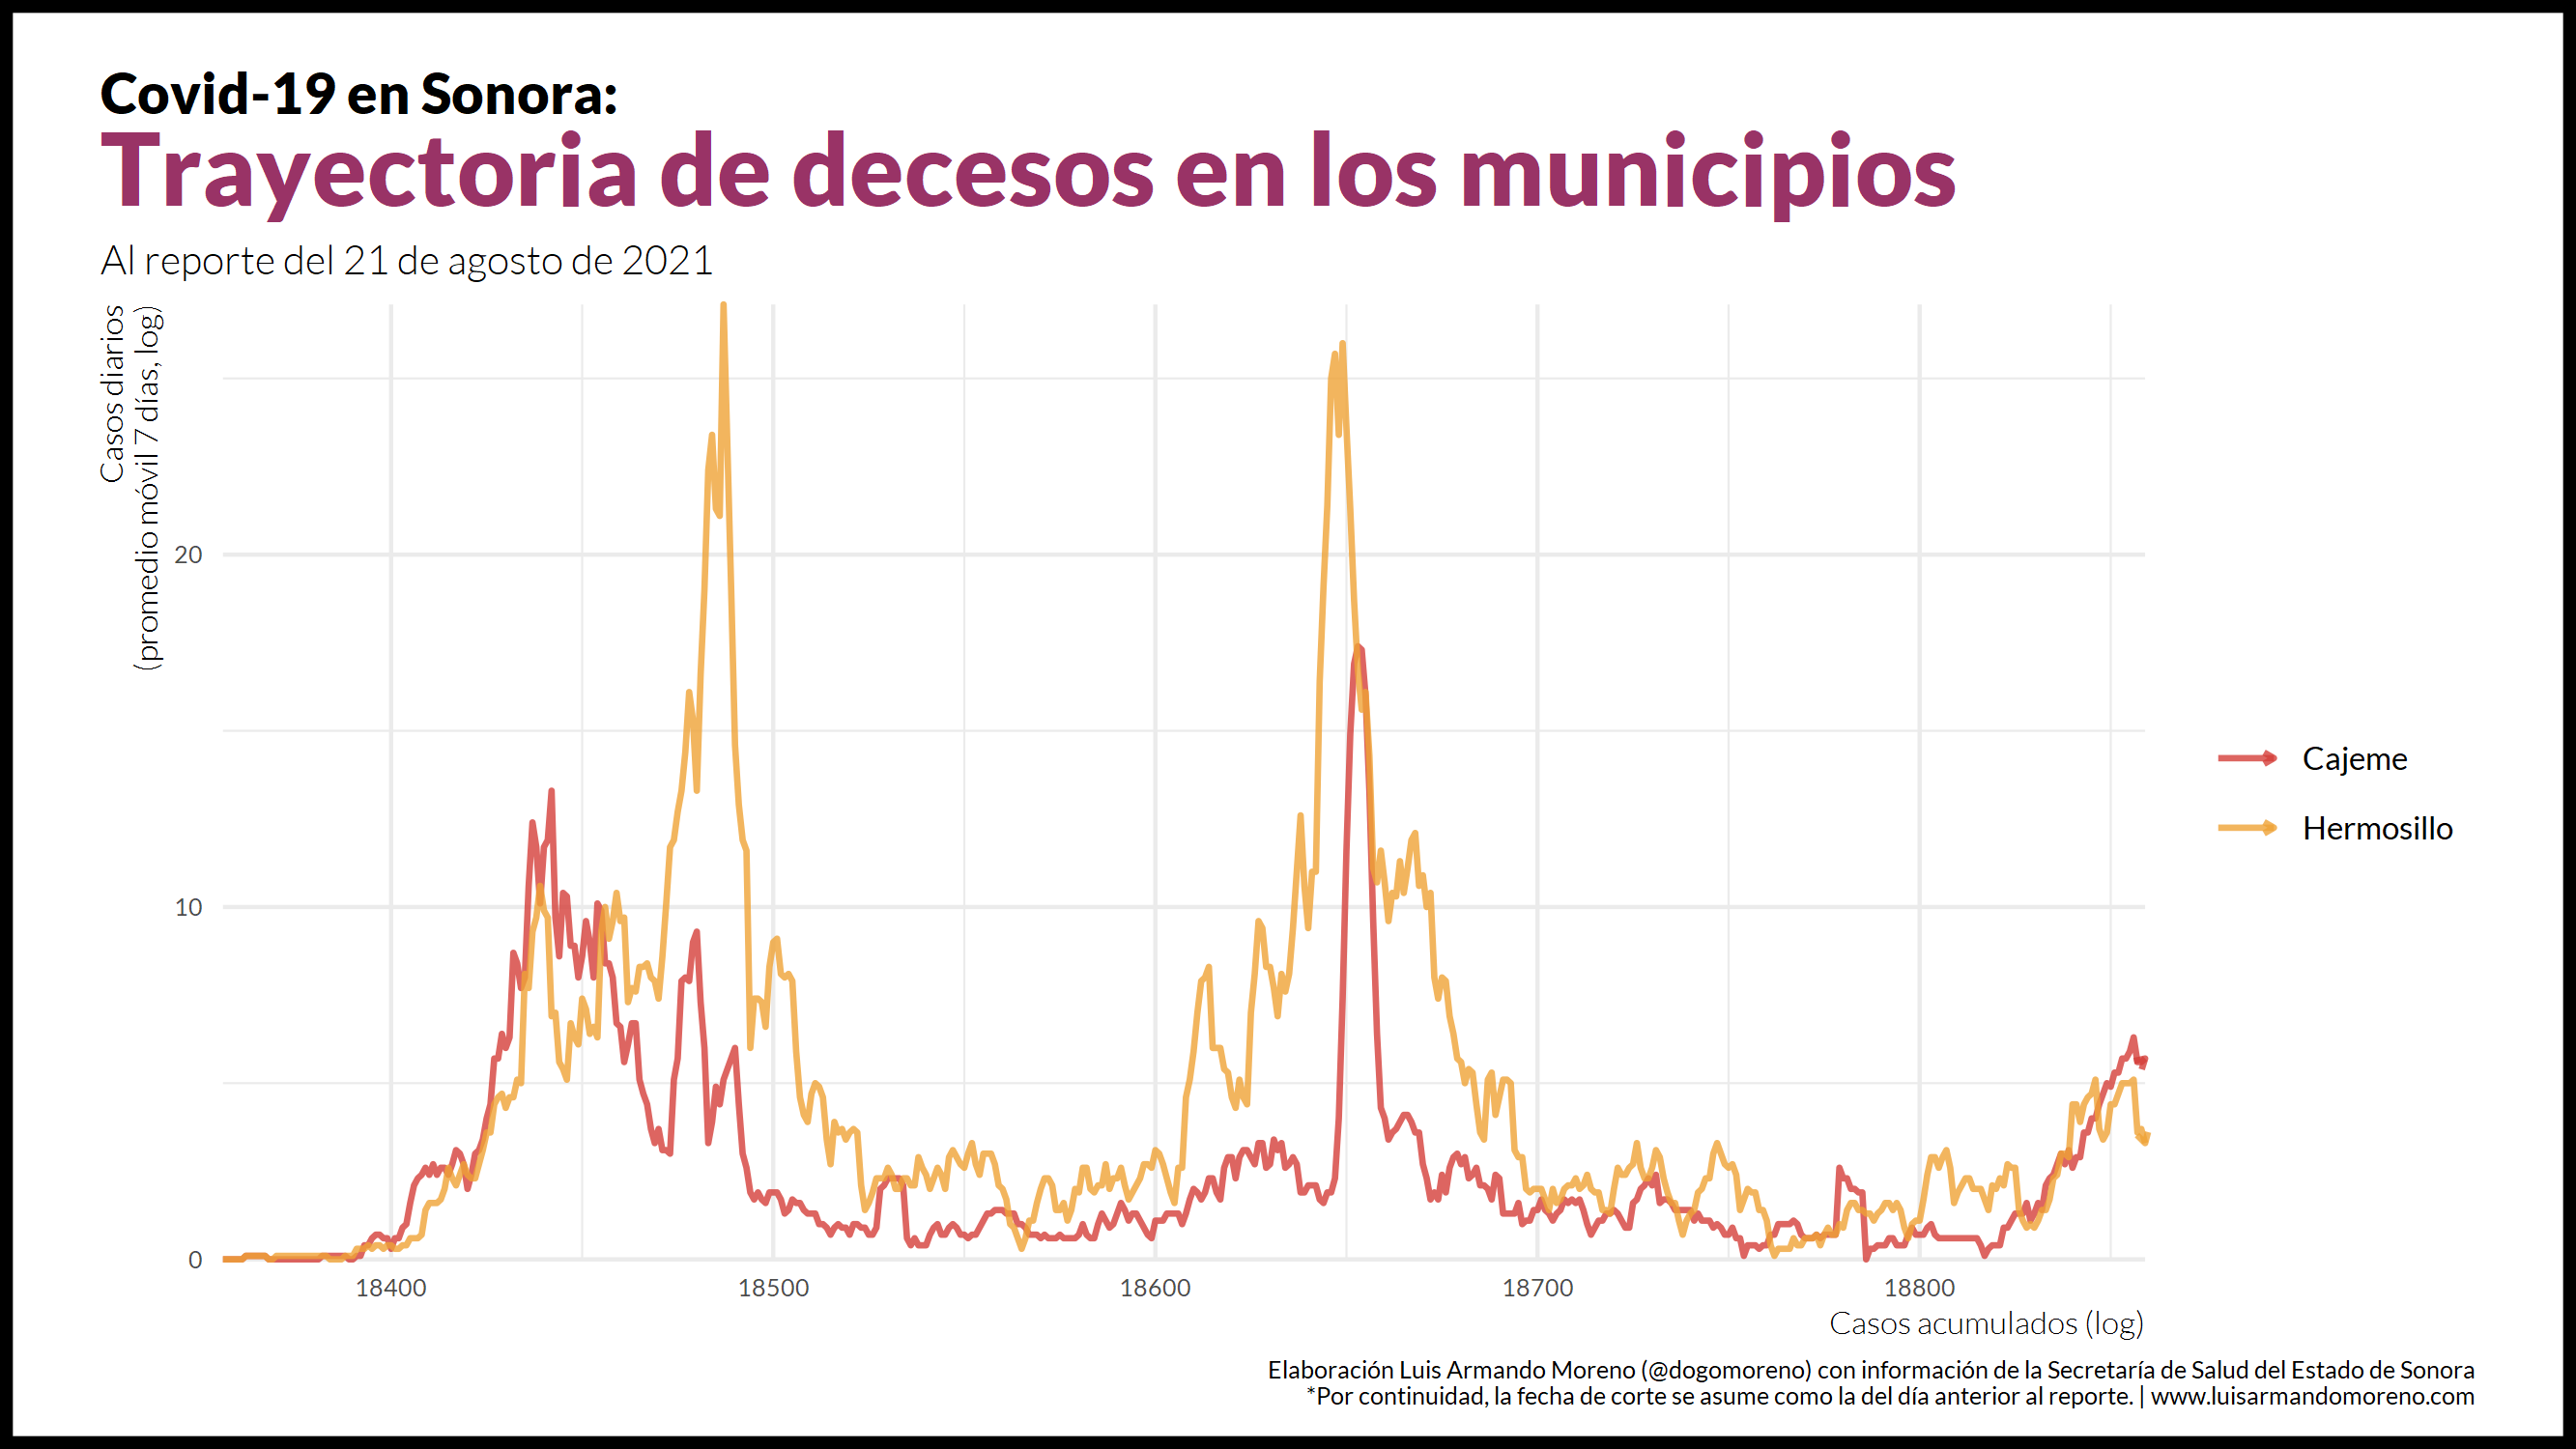 Covid-19 en Sonora:
Trayectoria de decesos en los municipios
Al reporte del 21 de agosto de 2021
Casos diarios
(promedio móvil 7 días, log)
20
10
0
18400
18500
18600
18700
18800
Casos acumulados (log)
Cajeme
Hermosillo
Elaboración Luis Armando Moreno (@dogomoreno) con información de la Secretaría de Salud del Estado de Sonora
*Por continuidad, la fecha de corte se asume como la del día anterior al reporte. | www.luisarmandomoreno.com